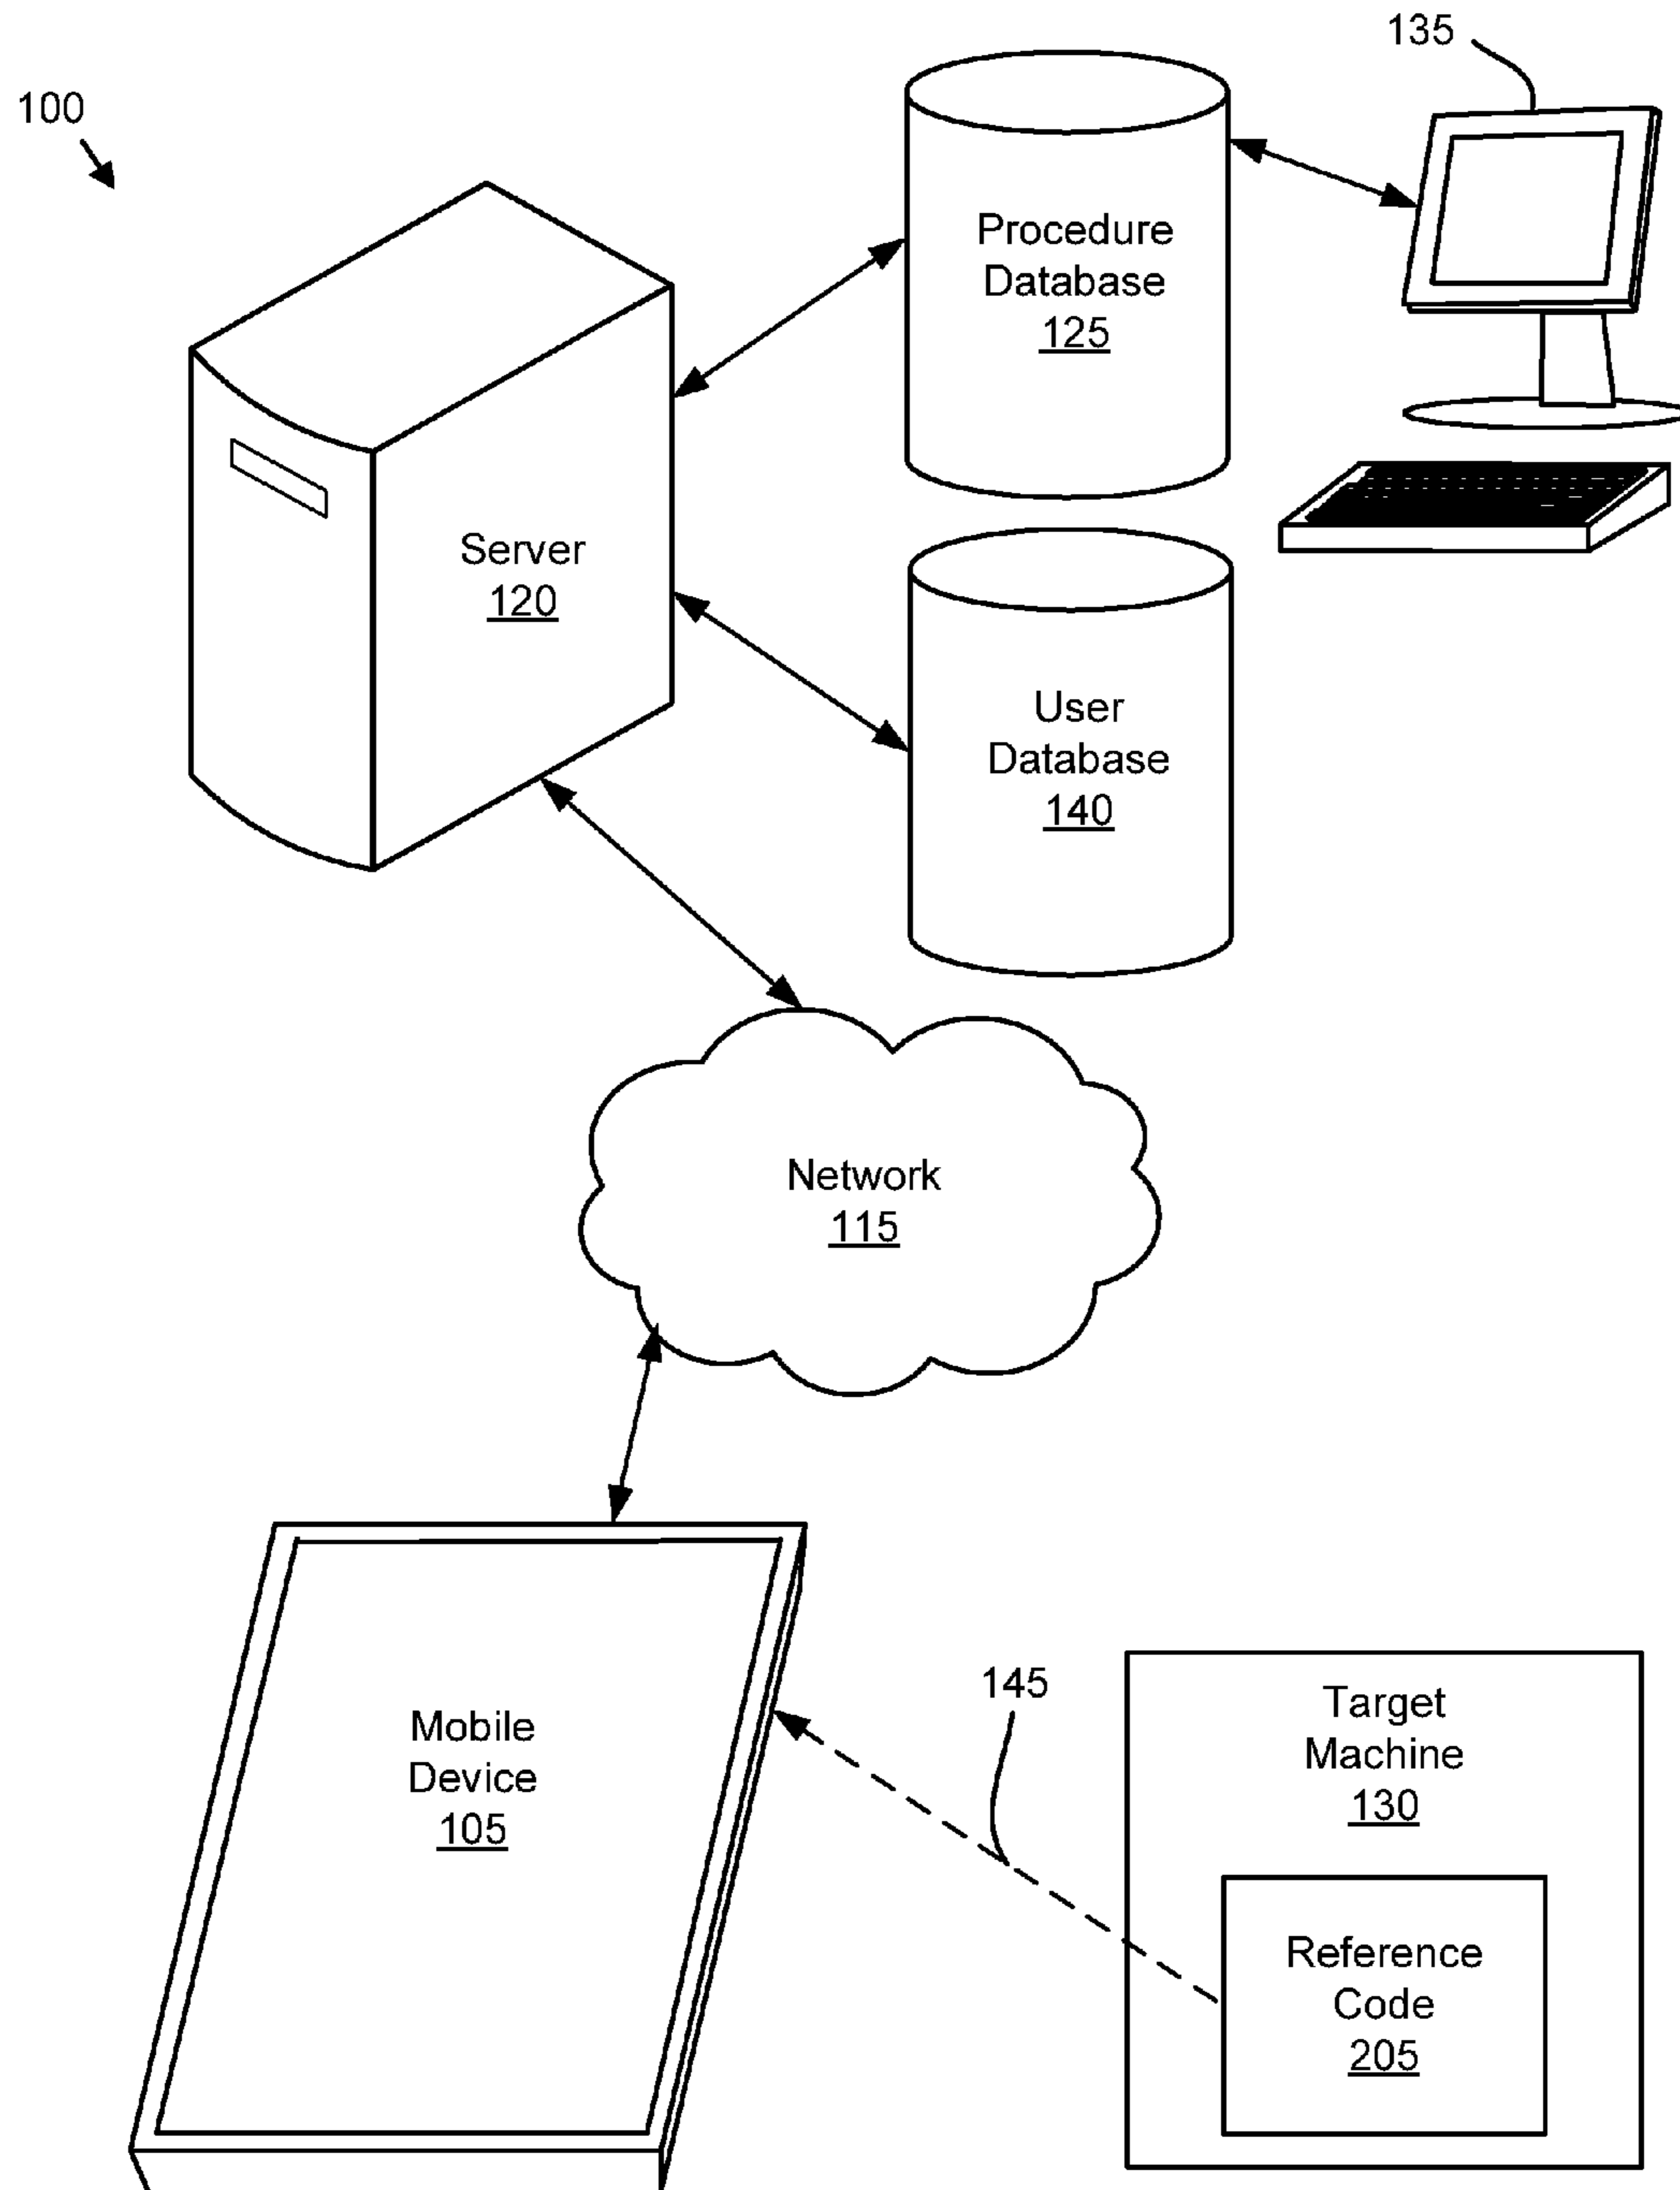 135
100
Procedure
Database
125
Server
120
User
Database
140
Network
115
145
Target
Machine
130
Mobile
Device
105
Reference
Code
205